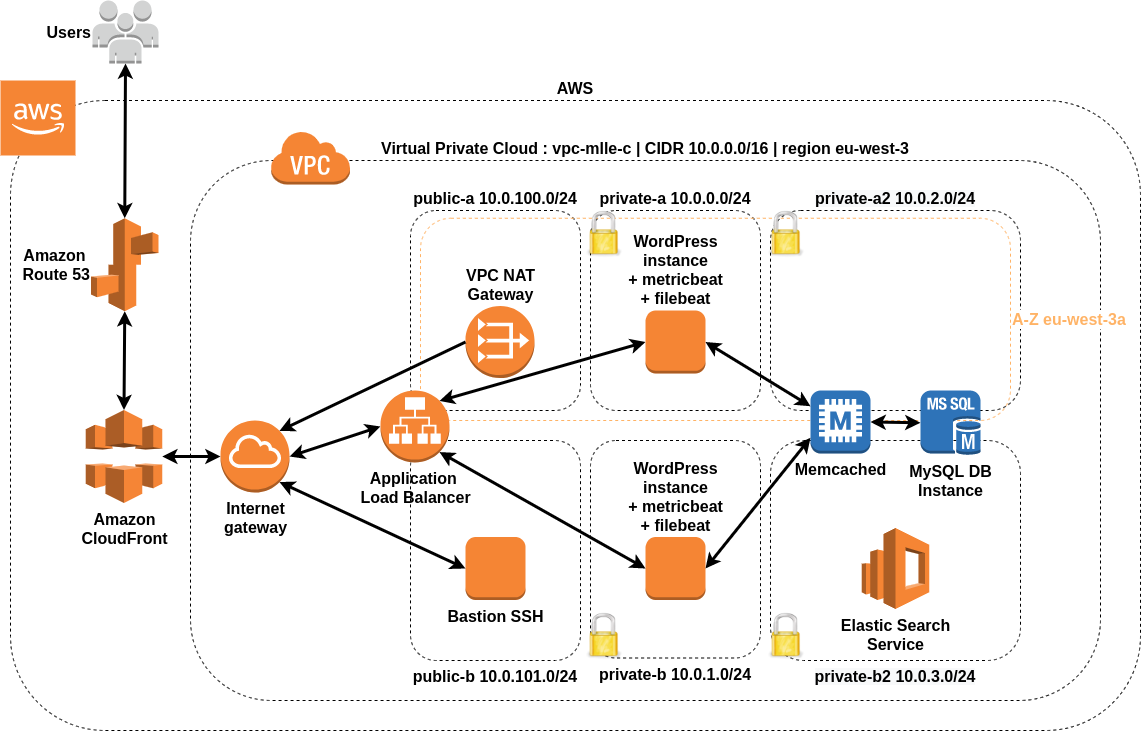 Users
AWS
aws
Virtual Private Cloud : vpc-mlle-c | CIDR 10.0.0.0/16 | region eu-west-3
VPC
public-a 10.0.100.0/24
private-a 10.0.0.0/24
private-a2 10.0.2.0/24
Amazon
Route 53
VPC NAT
Gateway
WordPress
instance
+ metricbeat
+ filebeat
A-Z eu-west-3a
M
Memcached
MS SQL
M
MySQL DB
Instance
Application
Load Balancer
Internet
gateway
Amazon
CloudFront
WordPress
instance
+ metricbeat
+ filebeat
Bastion SSH
Elastic Search
Service
public-b 10.0.101.0/24
private-b 10.0.1.0/24
private-b2 10.0.3.0/24